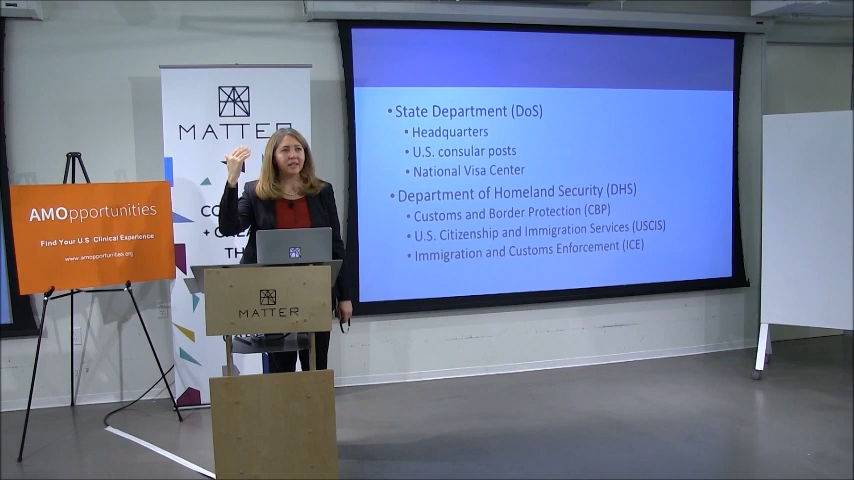 AMOpportunities
Find Your U.S. Clinical Experience
www.amopportunities.org
MATTER
CO
+
TH
MATTER
• State Department (DoS)
• Headquarters
• U.S. consular posts
• National Visa Center
• Department of Homeland Security (DHS)
• Customs and Border Protection (CBP)
• U.S. Citizenship and Immigration Services (USCIS)
• Immigration and Customs Enforcement (ICE)